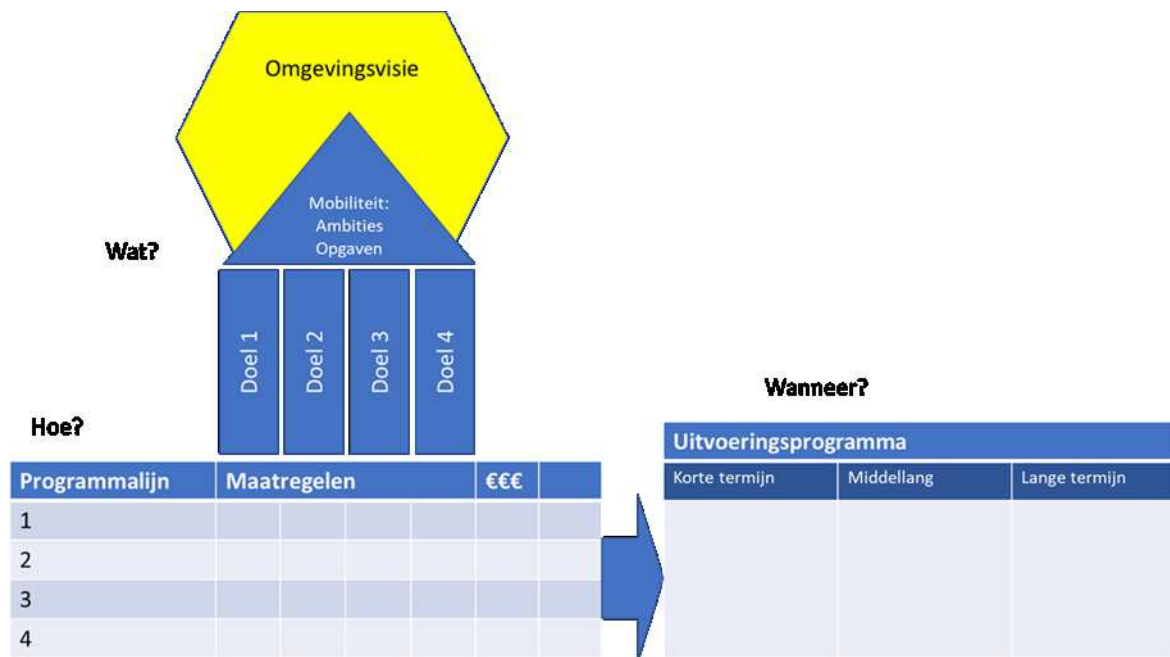 Omgevingsvisie
Mobiliteit:
Ambities
Opgaven
Wat?
Doel 1
Doel 2
Doel 3
Doel 4
Hoe?
Programmalijn Maatregelen €€€
1
2
3
4
Wanneer?
Uitvoeringsprogramma
Korte termijn Middellang Lange termijn